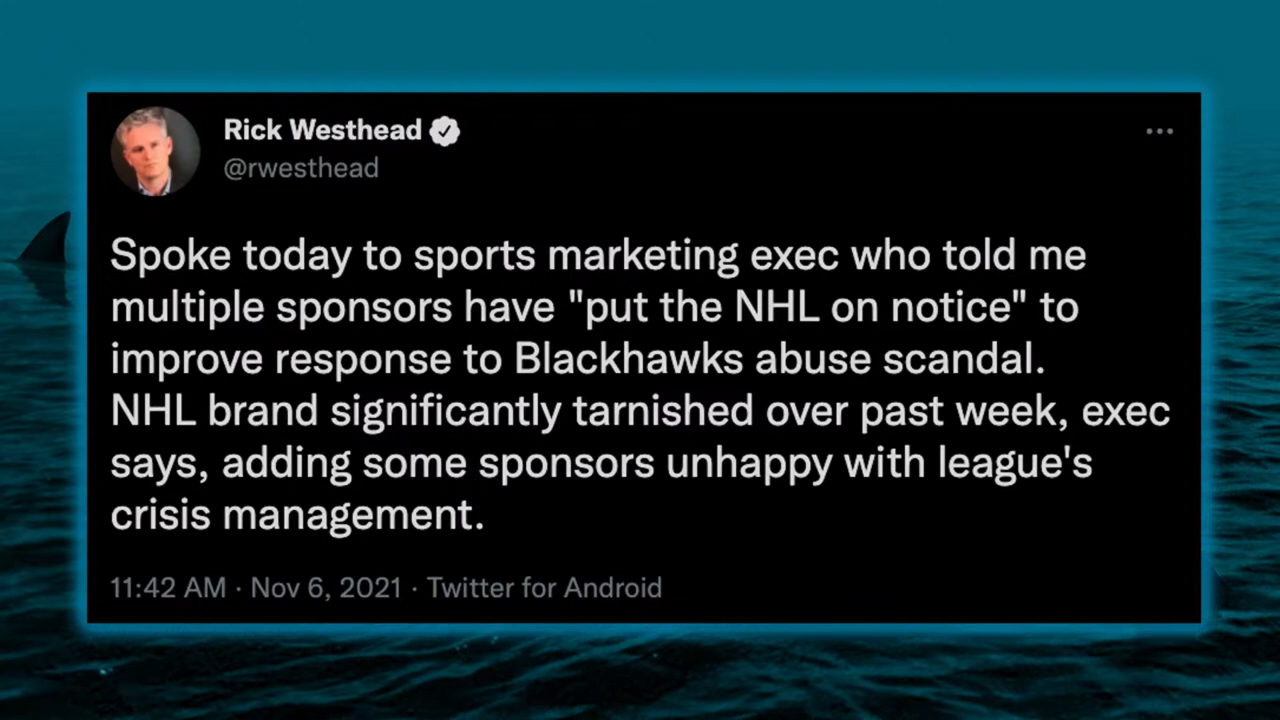 Rick Westhead
@rwesthead
Spoke today to sports marketing exec who told me
multiple sponsors have "put the NHL on notice" to
improve response to Blackhawks abuse scandal.
NHL brand significantly tarnished over past week, exec
says, adding some sponsors unhappy with league's
crisis management.
11:42 AM · Nov 6, 2021 · Twitter for Android